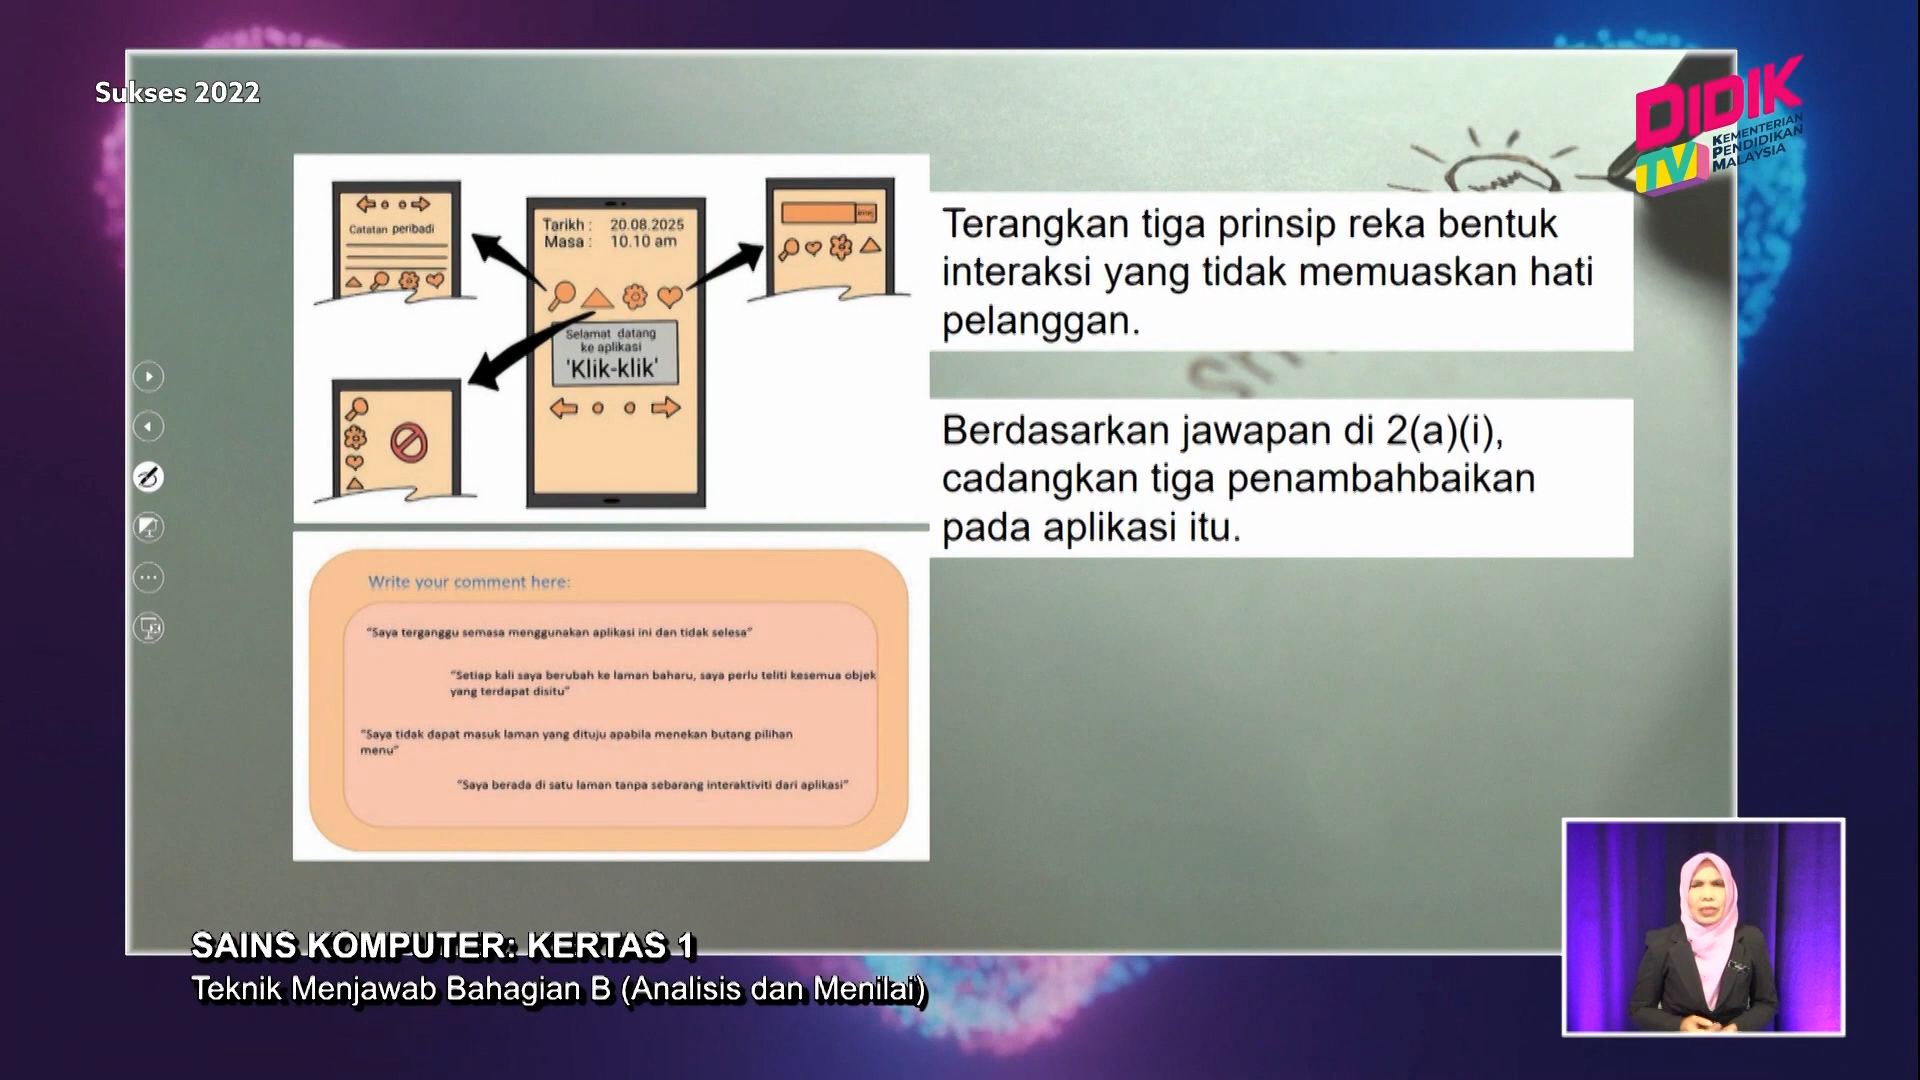 Sukses 2022
DIDIK
TV
KEMENTERIAN
PENDIDIKAN
MALAYSIA
Catatan peribadi
Tarikh : 20.08.2025
Masa : 10.10 am
Selamat datang
ke aplikasi
'Klik-klik'
Terangkan tiga prinsip reka bentuk
interaksi yang tidak memuaskan hati
pelanggan.
Berdasarkan jawapan di 2(a)(i),
cadangkan tiga penambahbaikan
pada aplikasi itu.
Write your comment here:
"Saya terganggu semasa menggunakan aplikasi ini dan tidak selesa"
"Setiap kali saya berubah ke laman baharu, saya perlu teliti kesemua objek
yang terdapat disitu"
"Saya tidak dapat masuk laman yang dituju apabila menekan butang pilihan
menu"
"Saya berada di satu laman tanpa sebarang interaktiviti dari aplikasi"
SAINS KOMPUTER: KERTAS 1
Teknik Menjawab Bahagian B (Analisis dan Menilai)